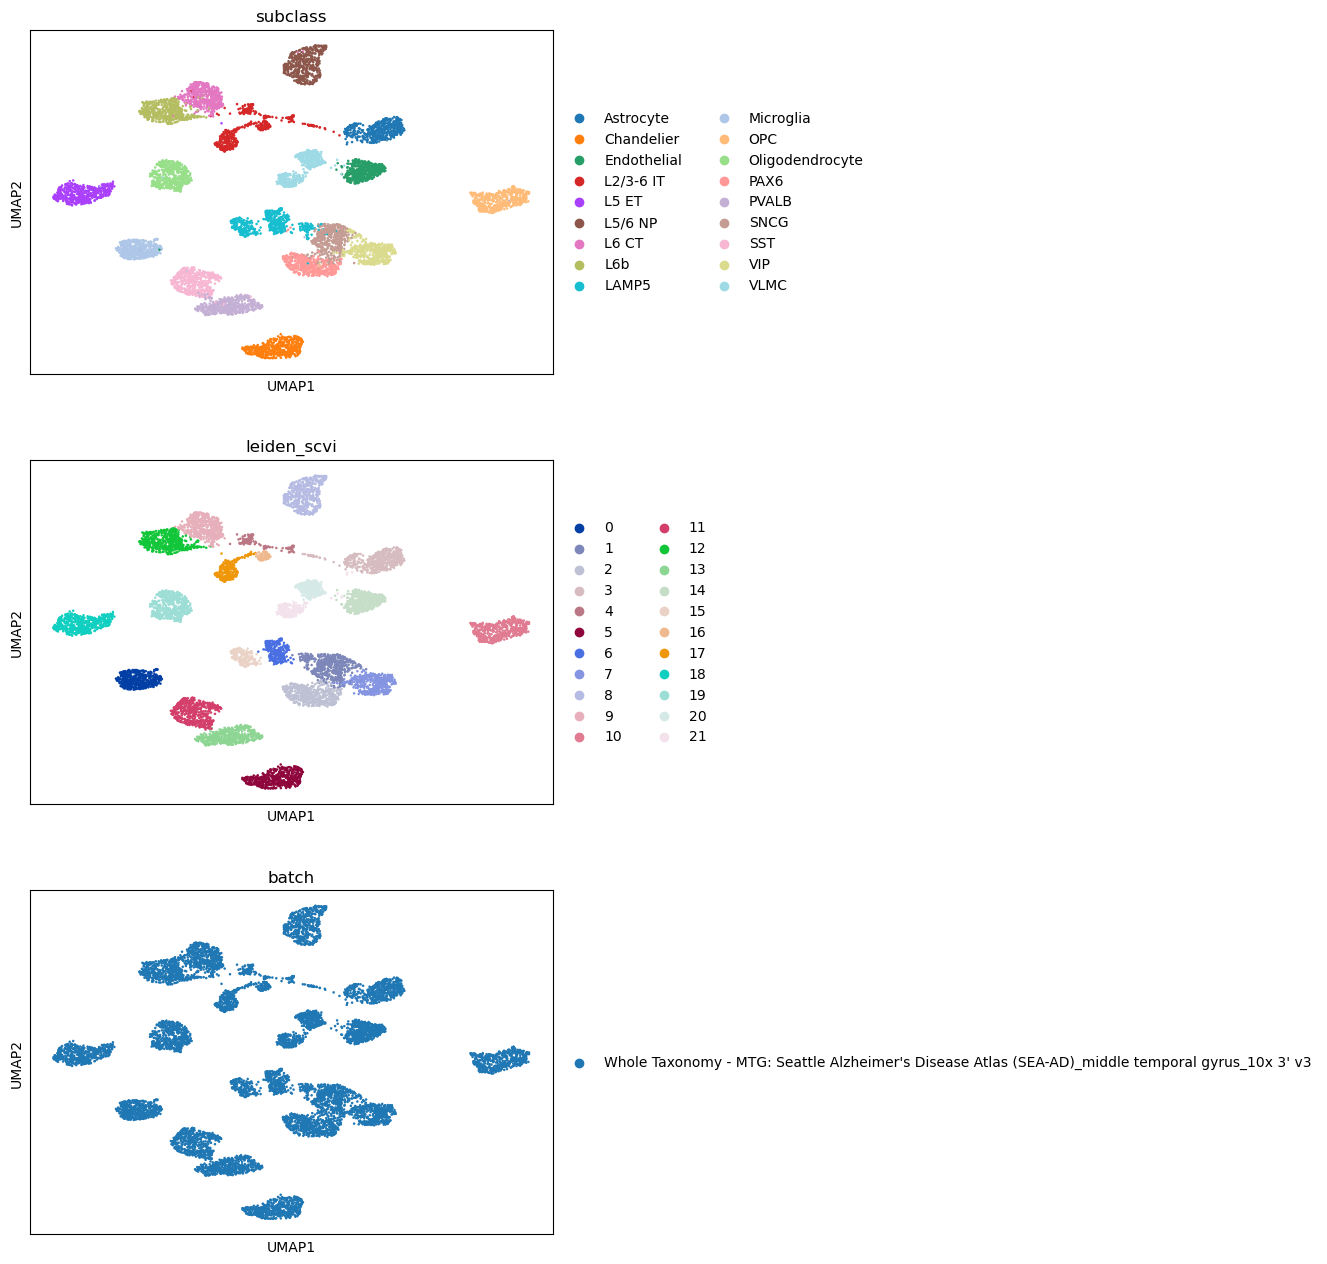 subclass
UMAP2
UMAP1
Astrocyte
Chandelier
Endothelial
L2/3-6 IT
L5 ET
L5/6 NP
L6 CT
L6b
LAMP5
Microglia
OPC
Oligodendrocyte
PAX6
PVALB
SNCG
SST
VIP
VLMC
leiden_scvi
UMAP2
UMAP1
0
1
2
3
4
5
6
7
8
9
10
11
12
13
14
15
16
17
18
19
20
21
batch
UMAP2
UMAP1
Whole Taxonomy - MTG: Seattle Alzheimer's Disease Atlas (SEA-AD)_middle temporal gyrus_10x 3' v3